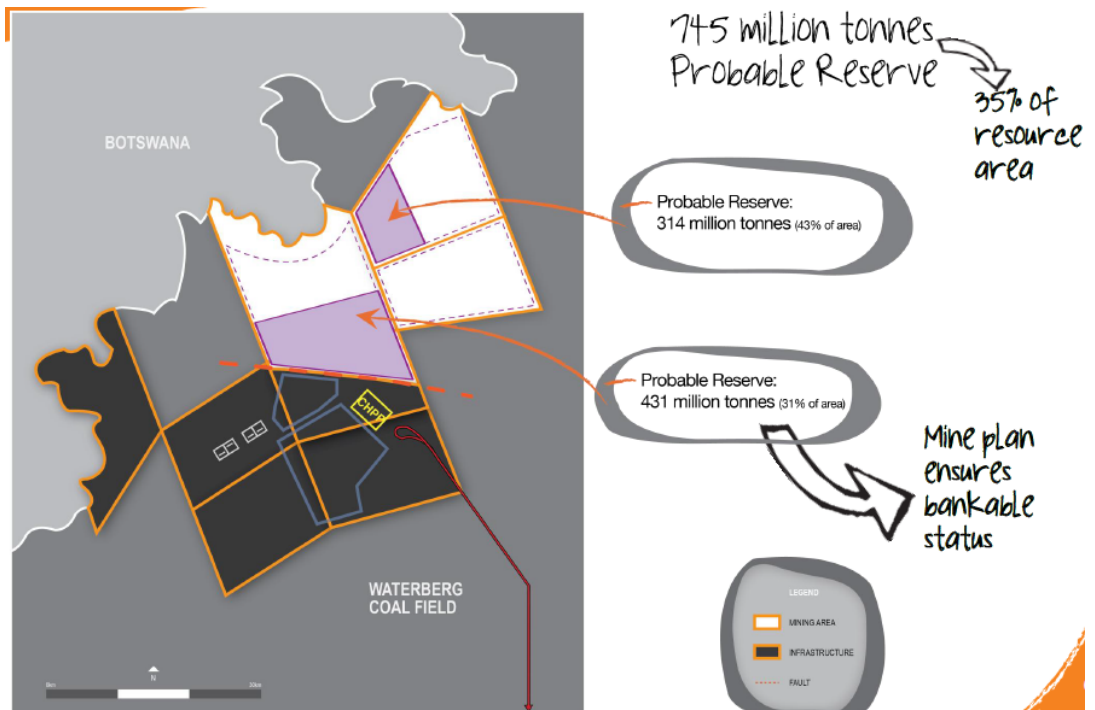 745 million tonnes
Probable Reserve
35% of
resource
area
BOTSWANA
Probable Reserve:
314 million tonnes (43% of area)
Probable Reserve:
431 million tonnes (31% of area)
CHPP
Mine plan
ensures
bankable
status
WATERBERG
COAL FIELD
LEGEND
MINING AREA
INFRASTRUCTURE
FAULT
N
0km
10km